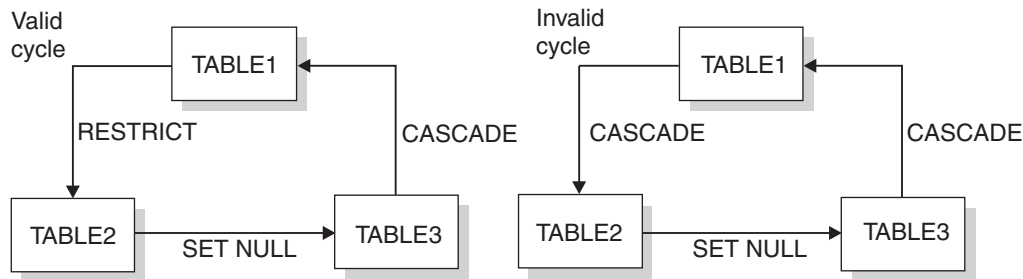 Valid
cycle
TABLE1
RESTRICT
CASCADE
TABLE2
SET NULL
TABLE3
Invalid
cycle
TABLE1
CASCADE
CASCADE
TABLE2
SET NULL
TABLE3